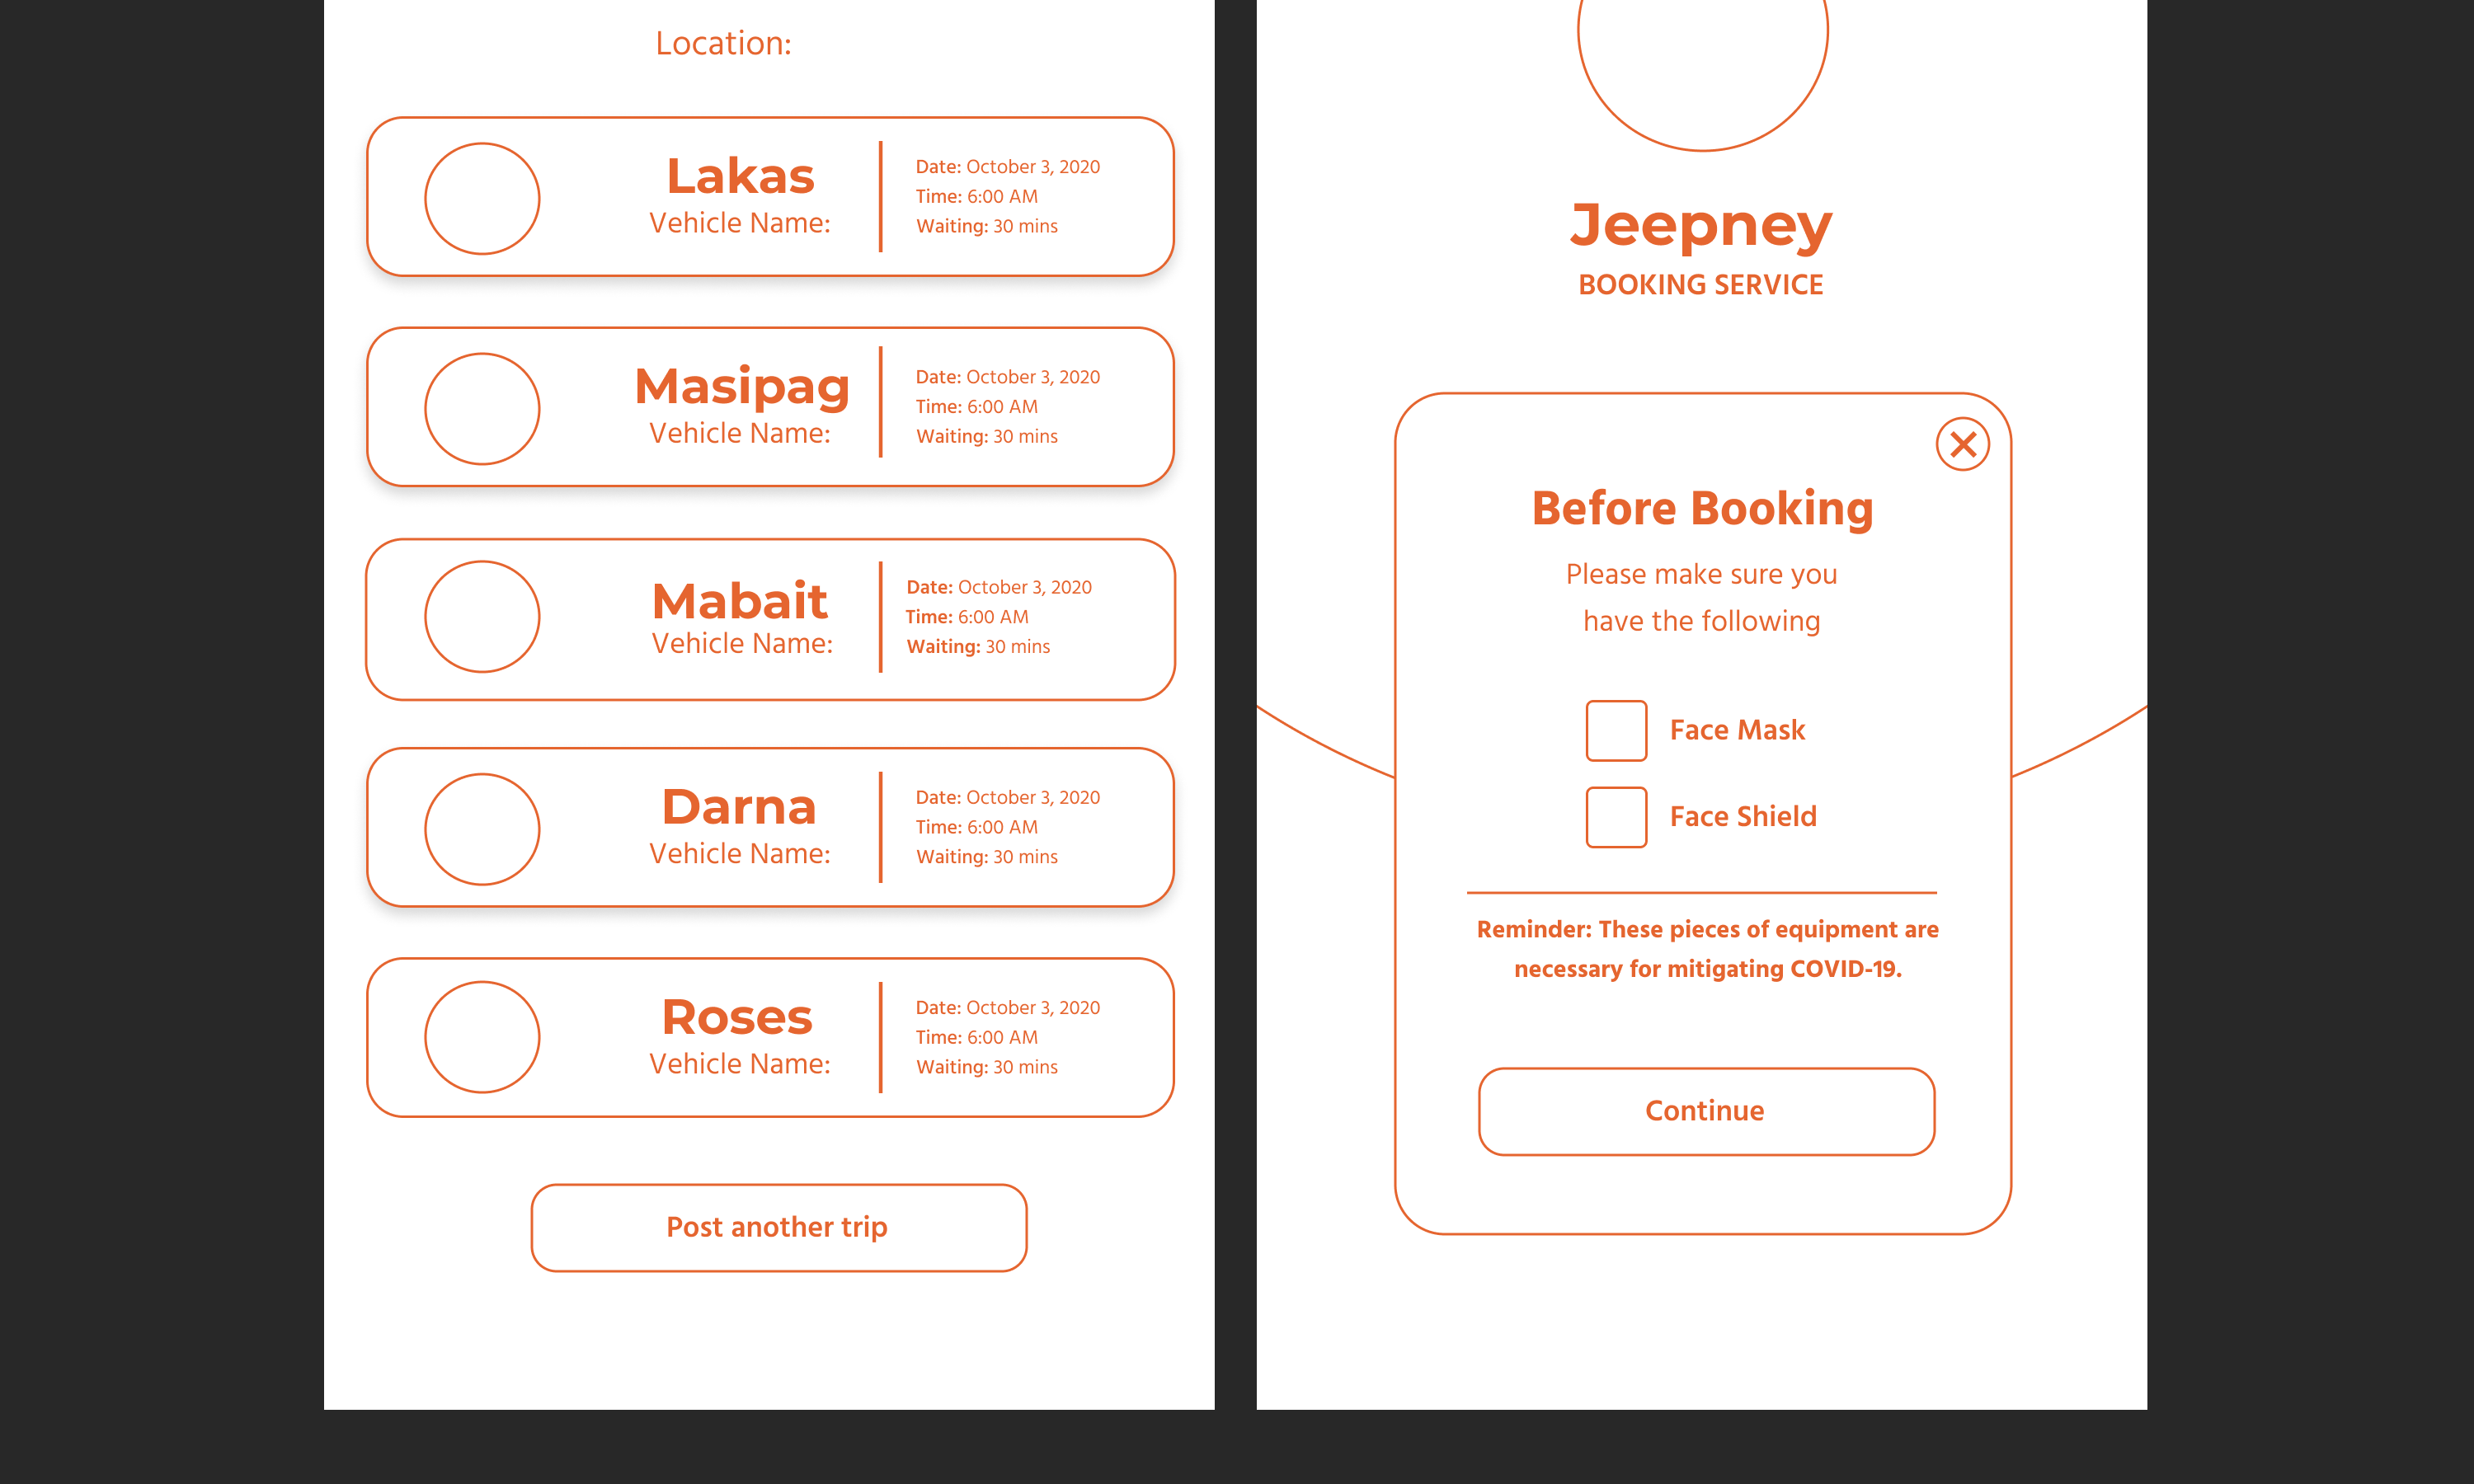 Location:
Lakas
Vehicle Name:
Date: October 3, 2020
Time: 6:00 AM
Waiting: 30 mins
Masipag
Vehicle Name:
Date: October 3, 2020
Time: 6:00 AM
Waiting: 30 mins
Mabait
Vehicle Name:
Date: October 3, 2020
Time: 6:00 AM
Waiting: 30 mins
Darna
Vehicle Name:
Date: October 3, 2020
Time: 6:00 AM
Waiting: 30 mins
Roses
Vehicle Name:
Date: October 3, 2020
Time: 6:00 AM
Waiting: 30 mins
Post another trip
Jeepney
BOOKING SERVICE
Before Booking
Please make sure you
have the following
Face Mask
Face Shield
Reminder: These pieces of equipment are
necessary for mitigating COVID-19.
Continue